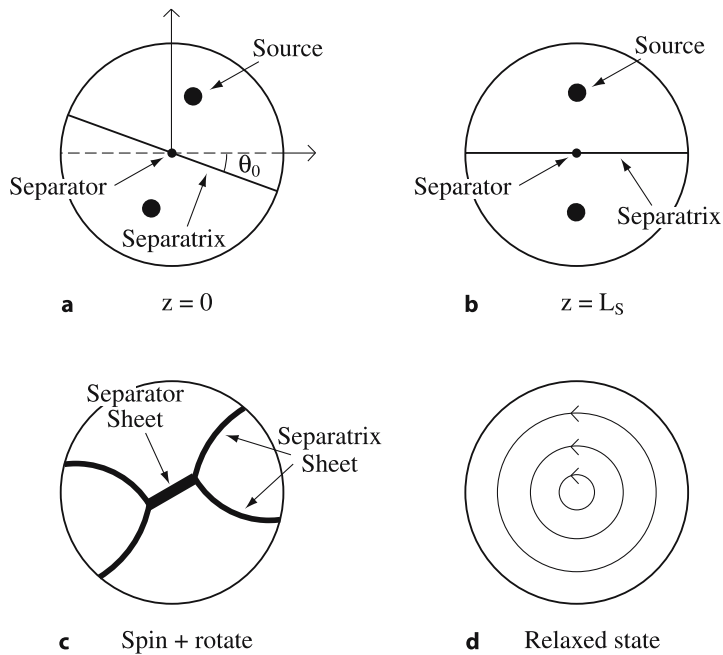 Source
θ₀
Separator
Separatrix
a z = 0
Source
Separator
Separatrix
b z = Lₛ
Separator
Sheet
Separatrix
Sheet
c Spin + rotate
d Relaxed state